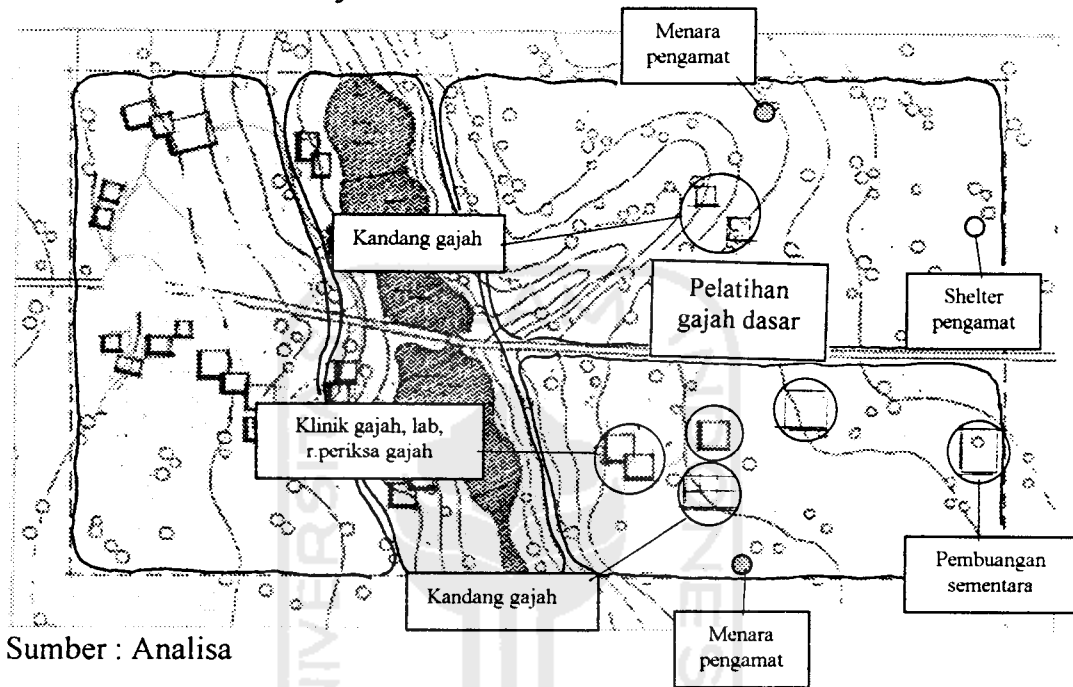 Menara
pengamat
Kandang gajah
Pelatihan
gajah dasar
Shelter
pengamat
Klinik gajah, lab,
r.periksa gajah
Kandang gajah
Pembuangan
sementara
Menara
pengamat
Sumber : Analisa